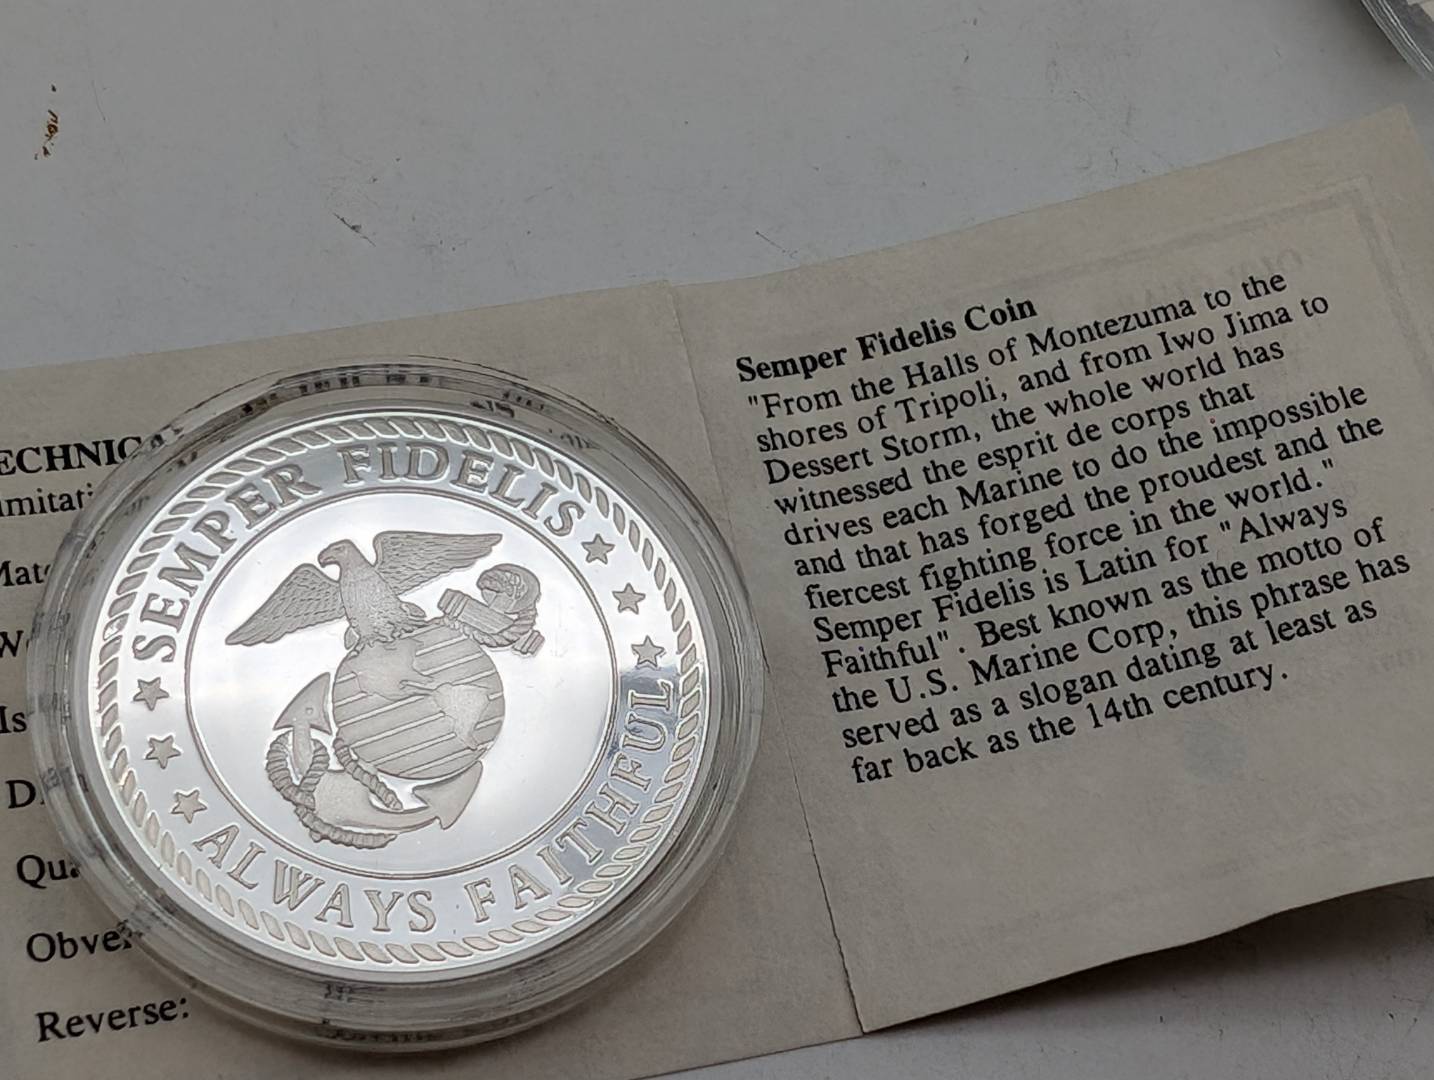 SEMPER FIDELIS
ALWAYS FAITHFUL
Reverse:
Semper Fidelis Coin
"From the Halls of Montezuma to the
shores of Tripoli, and from Iwo Jima to
Dessert Storm, the whole world has
witnessed the esprit de corps that
drives each Marine to do the impossible
and that has forged the proudest and the
fiercest fighting force in the world."
Semper Fidelis is Latin for "Always
Faithful". Best known as the motto of
the U.S. Marine Corp, this phrase has
served as a slogan dating at least as
far back as the 14th century.